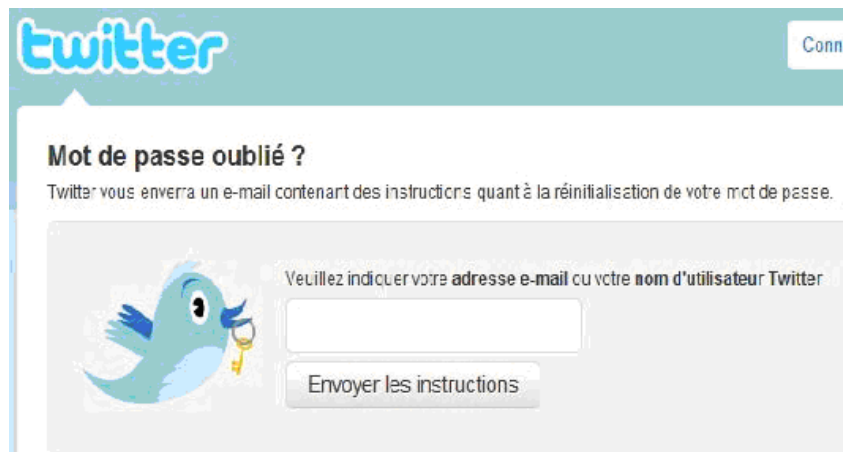 twitter
Conn
Mot de passe oublié ?
Twitter vous enverra un e-mail contenant des instructions quant à la réinitialisation de votre mot de passe.
Veuillez indiquer votre adresse e-mail ou votre nom d'utilisateur Twitter
Envoyer les instructions